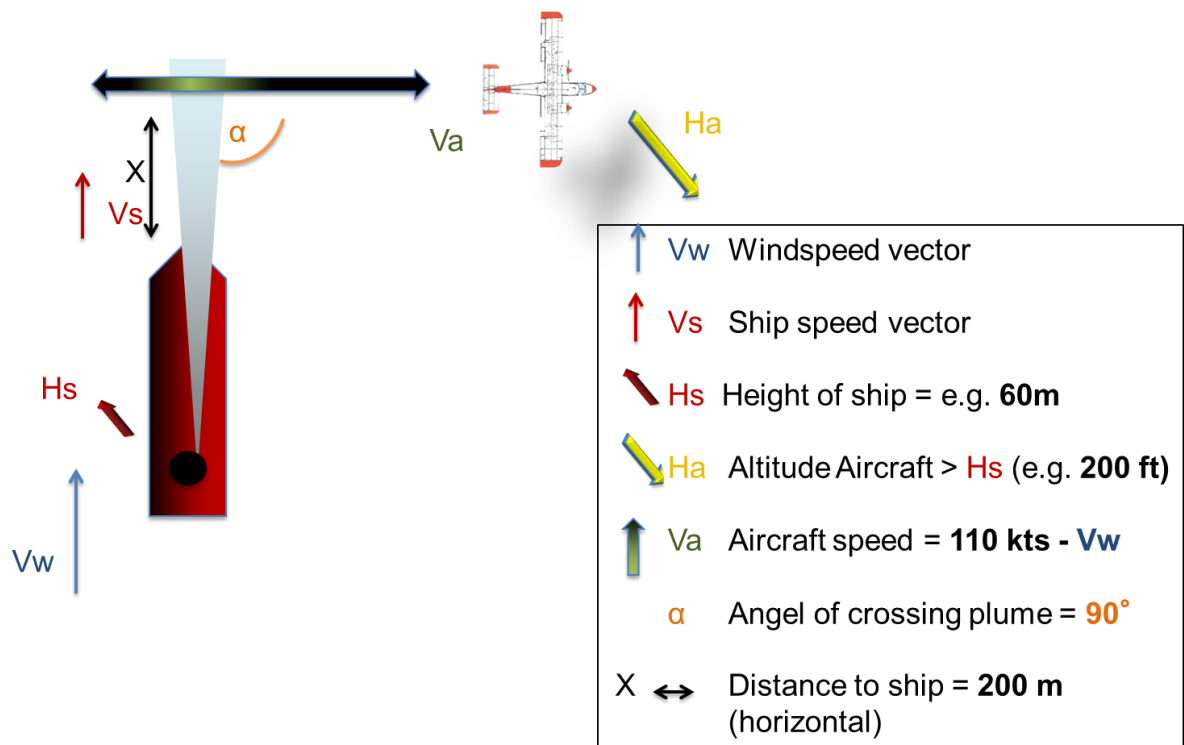 α
Va
Ha
X
Vs
Hs
Vw
Vw Windspeed vector
Vs Ship speed vector
Hs Height of ship = e.g. 60m
Ha Altitude Aircraft > Hs (e.g. 200 ft)
Va Aircraft speed = 110 kts - Vw
α Angel of crossing plume = 90°
X Distance to ship = 200 m
(horizontal)